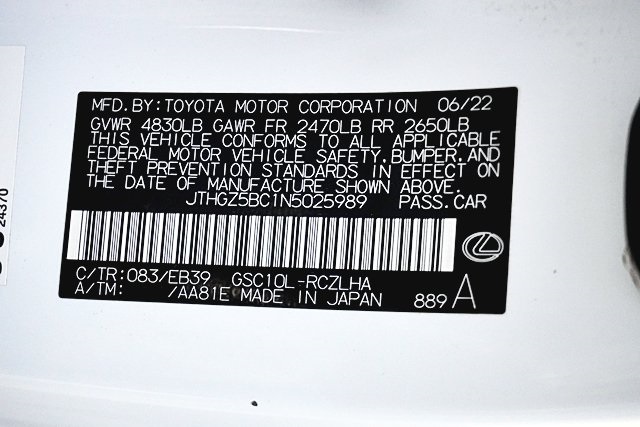 MFD. BY: TOYOTA MOTOR CORPORATION 06/22
GVWR 4830LB GAWR FR 2470LB RR 2650LB
THIS VEHICLE CONFORMS TO ALL APPLICABLE
FEDERAL MOTOR VEHICLE SAFETY, BUMPER, AND
THEFT PREVENTION STANDARDS IN EFFECT ON
THE DATE OF MANUFACTURE SHOWN ABOVE.
JTHGZ5BC1N5025989 PASS. CAR
C/TR: 083/EB39 GSC10L-RCZLHA
A/TM: /AA81E MADE IN JAPAN 889 A
24370